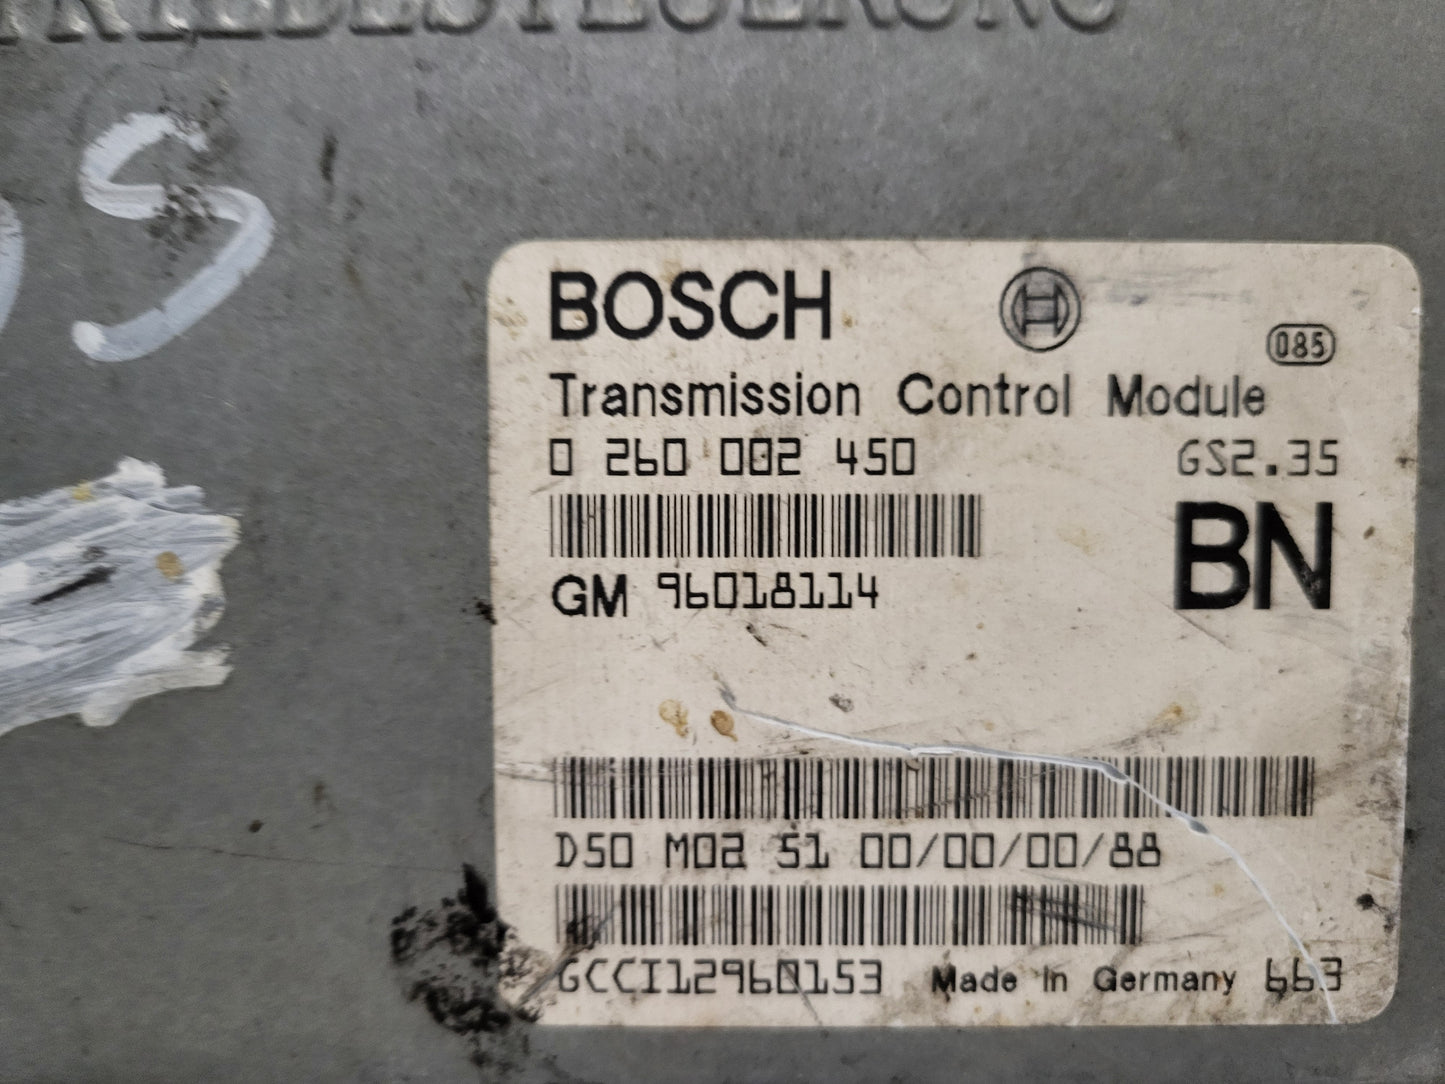 BOSCH
085
Transmission Control Module
0 260 002 450 GS2.35
BN
GM 96018114
D50 M02 51 00/00/00/88
GCCI12960153 Made in Germany 663